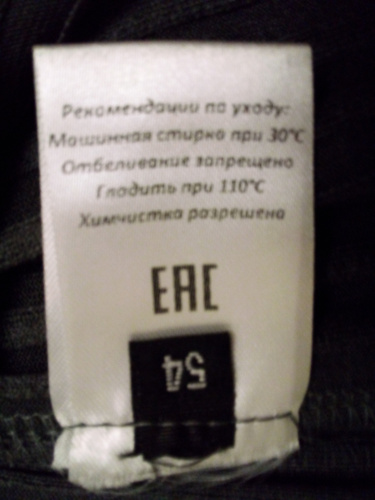 Рекомендации по уходу:
Машинная стирка при 30°C
Отбеливание запрещено
Гладить при 110°C
Химчистка разрешена
EAC
54